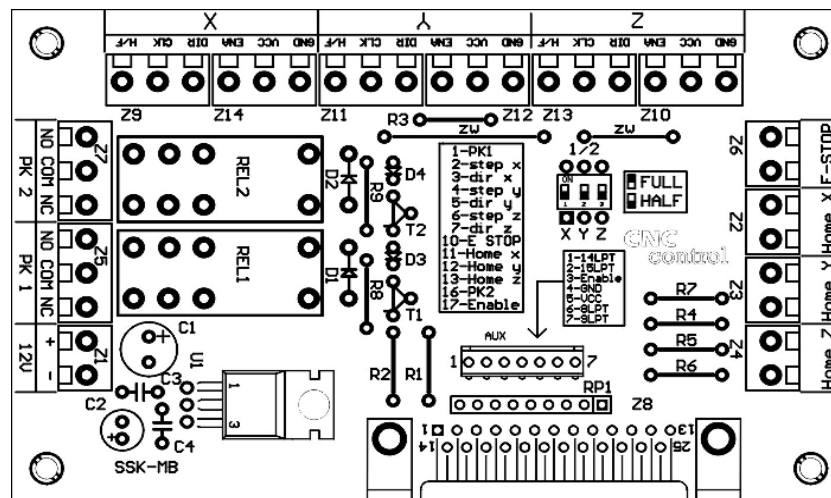 X Y Z
H/F CLK DIR ENA VCC GND H/F CLK DIR ENA VCC GND H/F CLK DIR ENA VCC GND
Z9 Z14 Z11 Z12 Z13 Z10
R3
ZW ZW
PK 2
NO COM NC
Z7
REL2
D2
R9
D4
T2
1-PK1
2-step x
3-dir x
4-step y
5-dir y
6-step z
7-dir z
10-E STOP
11-Home x
12-Home y
13-Home z
16-PK2
17-Enable
1/2
ON
1 2 3
X Y Z
FULL
HALF
Z6
E-STOP
Z2
Home X
CNC
control
PK 1
NO COM NC
Z5
REL1
D1
R8
D3
T1
1-14LPT
2-15LPT
3-Enable
4-GND
5-VCC
6-8LPT
7-9LPT
R7
R4
R5
R6
Z3
Home Y
Z4
Home Z
12V
+
-
Z1
C1
+
U1
C3
C2
+
C4
1
3
SSK-MB
R2 R1
AUX
1 7
RP1
Z8
1 13
14 25